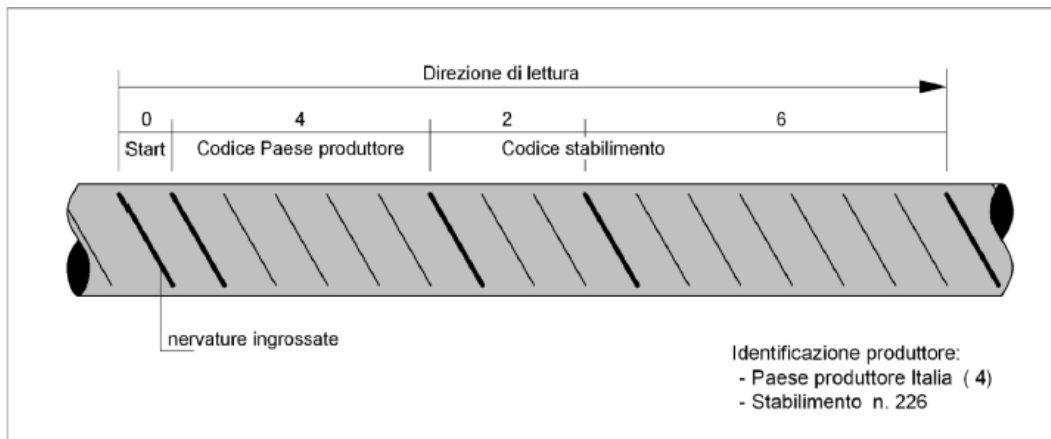 Direzione di lettura
0 4 2 6
Start Codice Paese produttore Codice stabilimento
nervature ingrossate
Identificazione produttore:
- Paese produttore Italia ( 4)
- Stabilimento n. 226